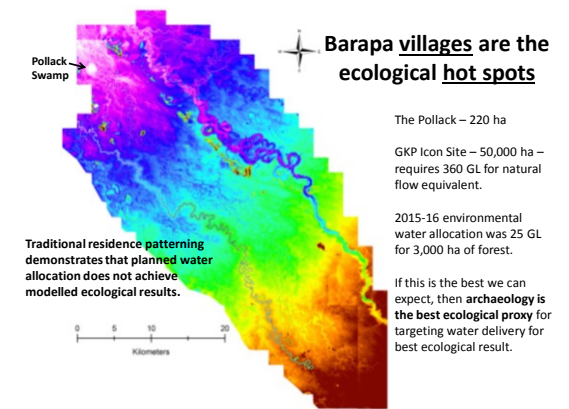 Barapa villages are the
ecological hot spots
Pollack
Swamp
The Pollack – 220 ha
GKP Icon Site – 50,000 ha –
requires 360 GL for natural
flow equivalent.
2015-16 environmental
water allocation was 25 GL
for 3,000 ha of forest.
If this is the best we can
expect, then archaeology is
the best ecological proxy for
targeting water delivery for
best ecological result.
Traditional residence patterning
demonstrates that planned water
allocation does not achieve
modelled ecological results.
0 5 10 20
Kilometers